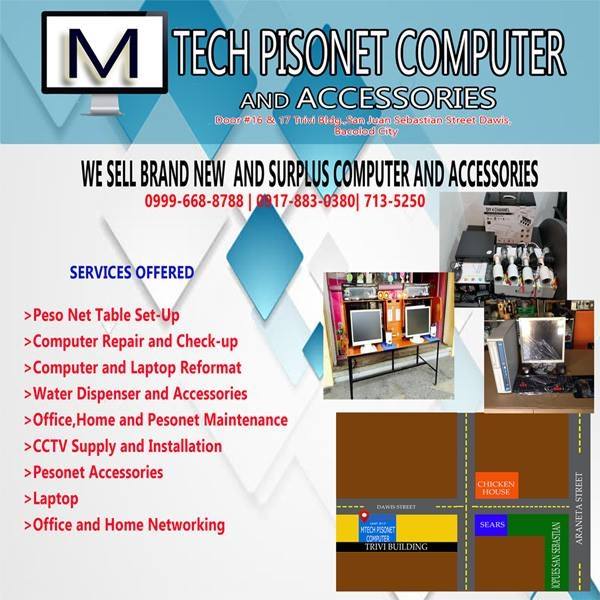 M
TECH PISONET COMPUTER
AND ACCESSORIES
Door #16 & 17 Trivi Bldg.,San Juan Sebastian Street Dawis,
Bacolod City
WE SELL BRAND NEW AND SURPLUS COMPUTER AND ACCESSORIES
0999-668-8788 | 0917-883-0380| 713-5250
SERVICES OFFERED
>Peso Net Table Set-Up
>Computer Repair and Check-up
>Computer and Laptop Reformat
>Water Dispenser and Accessories
>Office,Home and Pesonet Maintenance
>CCTV Supply and Installation
>Pesonet Accessories
>Laptop
>Office and Home Networking
CHICKEN
HOUSE
DAWIS STREET
ARANETA STREET
MTECH PISONET
COMPUTER
TRIVI BUILDING
SEARS
LOPUES SAN SEBASTIAN